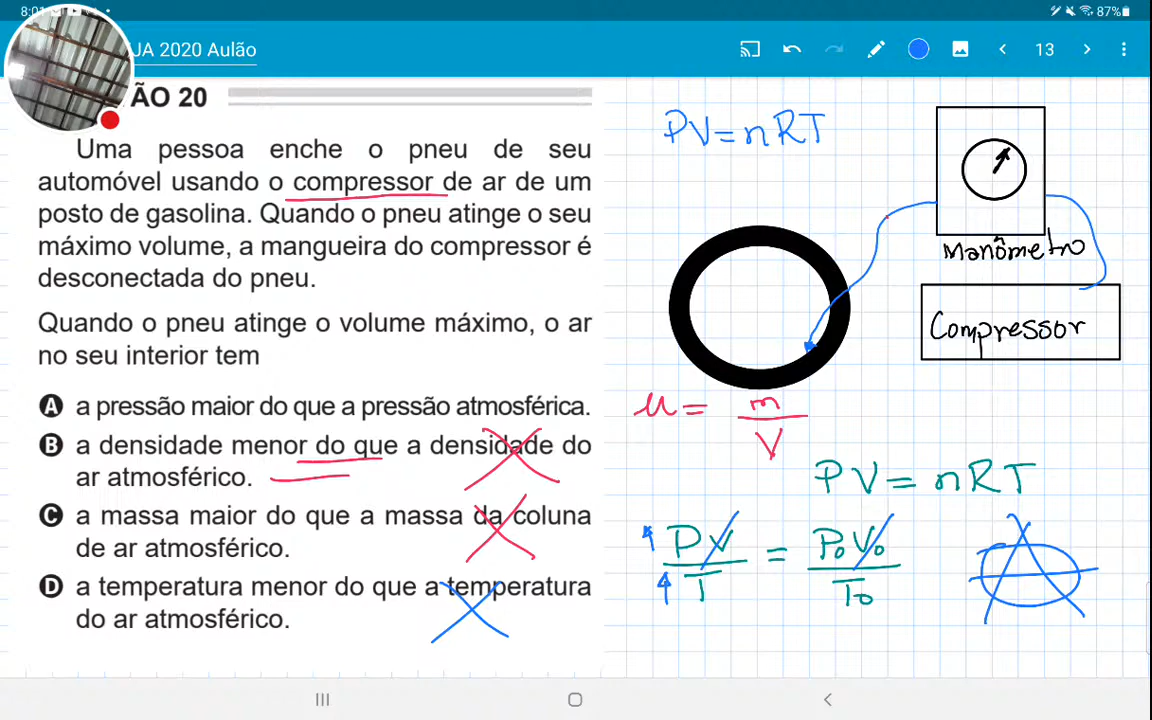 8:01
87%
JA 2020 Aulão
13
ÃO 20
Uma pessoa enche o pneu de seu
automóvel usando o compressor de ar de um
posto de gasolina. Quando o pneu atinge o seu
máximo volume, a mangueira do compressor é
desconectada do pneu.
Quando o pneu atinge o volume máximo, o ar
no seu interior tem
A a pressão maior do que a pressão atmosférica.
B a densidade menor do que a densidade do
ar atmosférico.
C a massa maior do que a massa da coluna
de ar atmosférico.
D a temperatura menor do que a temperatura
do ar atmosférico.
PV = nRT
Manômetro
Compressor
μ = m
V
PV = nRT
PV = P₀V₀
T T₀
A